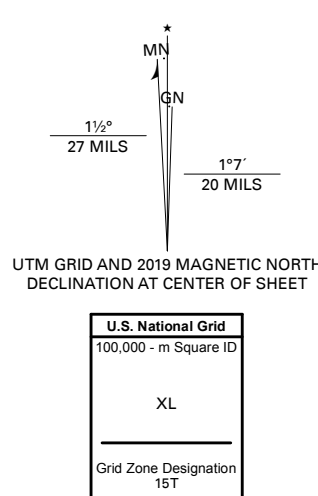 ★
MN
GN
1½°
27 MILS
1°7´
20 MILS
UTM GRID AND 2019 MAGNETIC NORTH
DECLINATION AT CENTER OF SHEET
U.S. National Grid
100,000 - m Square ID
XL
Grid Zone Designation
15T